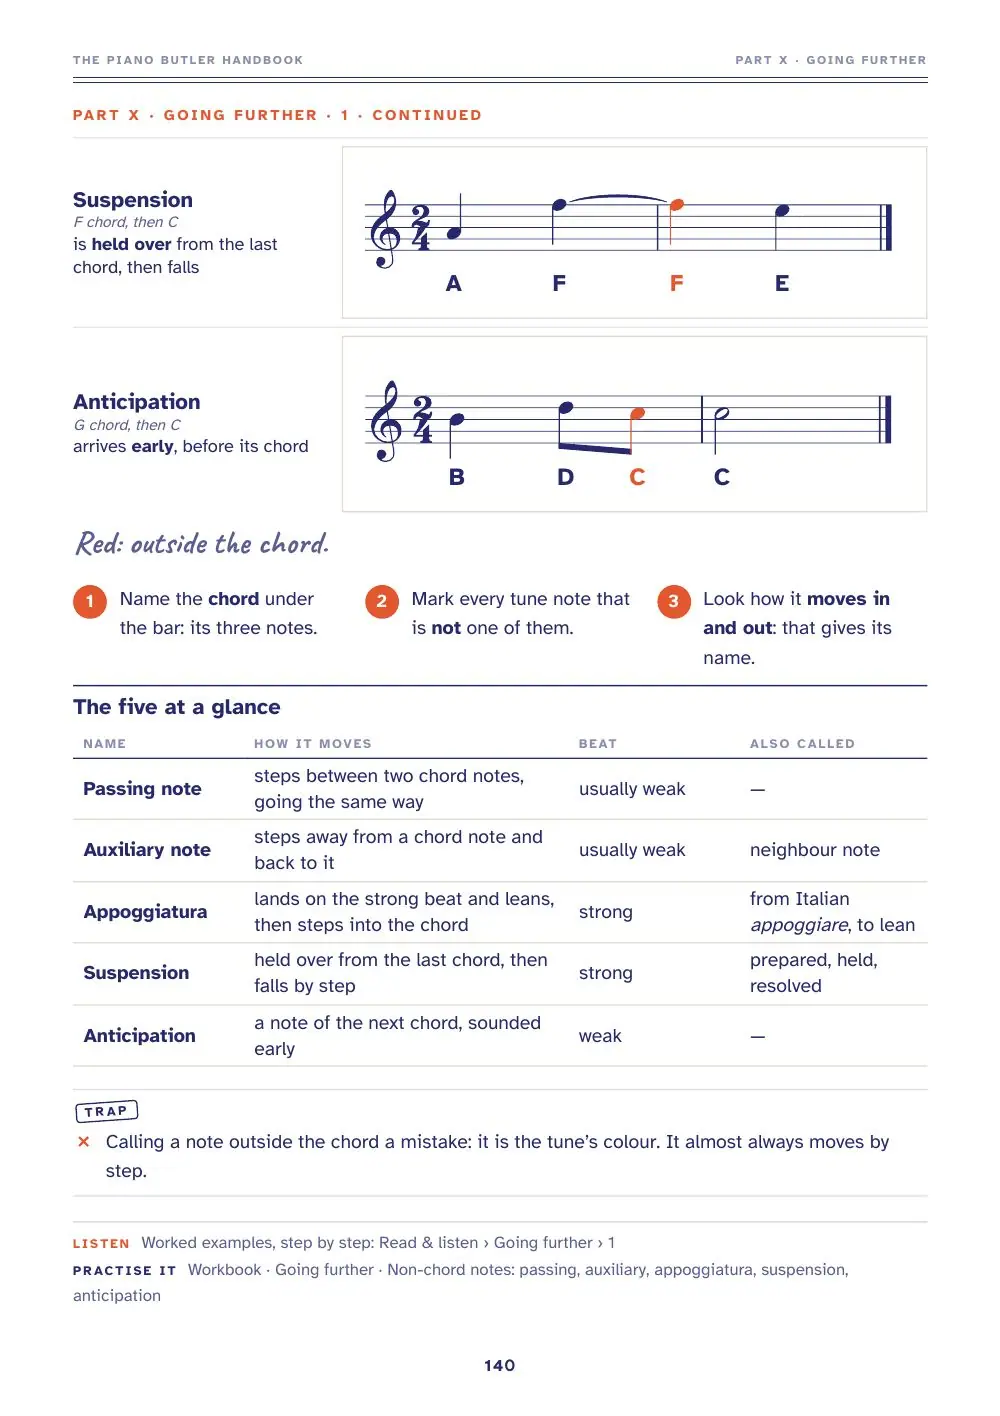 THE PIANO BUTLER HANDBOOK
PART X · GOING FURTHER
PART X · GOING FURTHER · 1 · CONTINUED
Suspension
F chord, then C
is held over from the last
chord, then falls
2
4
A F F E
Anticipation
G chord, then C
arrives early, before its chord
2
4
B D C C
Red: outside the chord.
1 Name the chord under
the bar: its three notes.
2 Mark every tune note that
is not one of them.
3 Look how it moves in
and out: that gives its
name.
The five at a glance
NAME HOW IT MOVES BEAT ALSO CALLED
Passing note
steps between two chord notes,
going the same way
usually weak
—
Auxiliary note
steps away from a chord note and
back to it
usually weak
neighbour note
Appoggiatura
lands on the strong beat and leans,
then steps into the chord
strong
from Italian
appoggiare, to lean
Suspension
held over from the last chord, then
falls by step
strong
prepared, held,
resolved
Anticipation
a note of the next chord, sounded
early
weak
—
TRAP
× Calling a note outside the chord a mistake: it is the tune’s colour. It almost always moves by
step.
LISTEN Worked examples, step by step: Read & listen › Going further › 1
PRACTISE IT Workbook · Going further · Non-chord notes: passing, auxiliary, appoggiatura, suspension,
anticipation
140